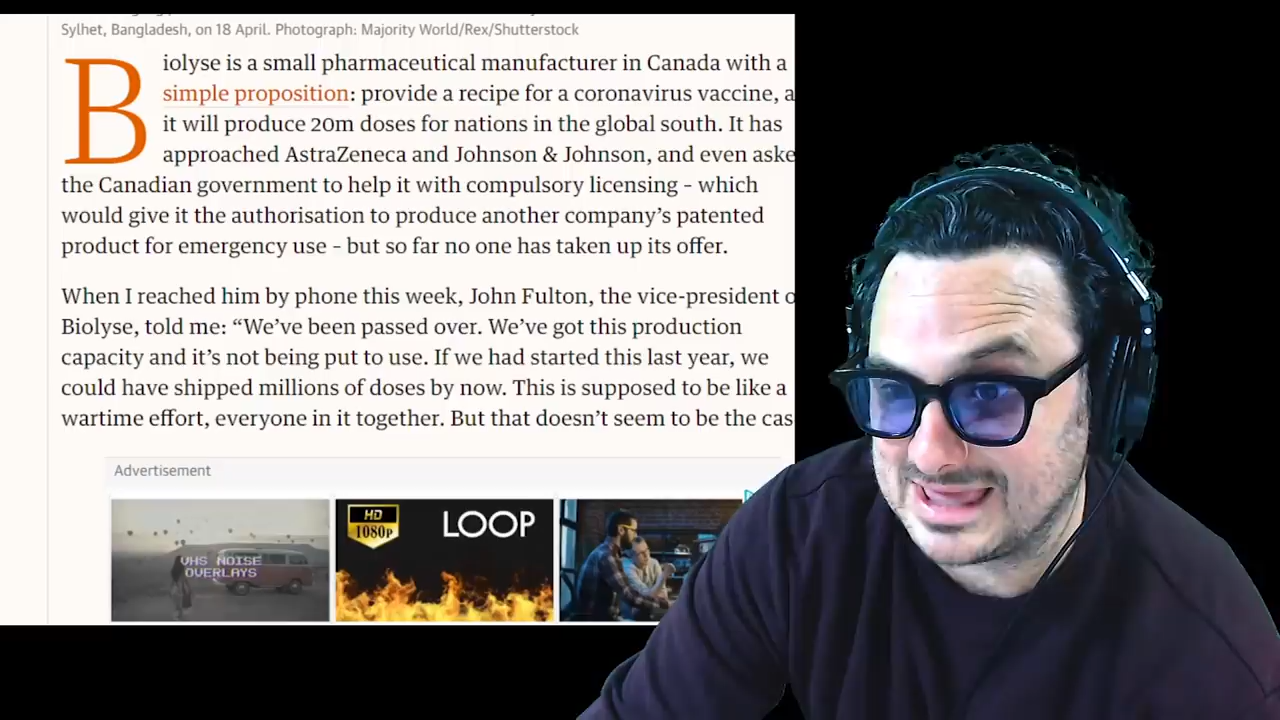 Sylhet, Bangladesh, on 18 April. Photograph: Majority World/Rex/Shutterstock
Biolyse is a small pharmaceutical manufacturer in Canada with a
simple proposition: provide a recipe for a coronavirus vaccine, a
it will produce 20m doses for nations in the global south. It has
approached AstraZeneca and Johnson & Johnson, and even aske
the Canadian government to help it with compulsory licensing – which
would give it the authorisation to produce another company’s patented
product for emergency use – but so far no one has taken up its offer.
When I reached him by phone this week, John Fulton, the vice-president o
Biolyse, told me: “We’ve been passed over. We’ve got this production
capacity and it’s not being put to use. If we had started this last year, we
could have shipped millions of doses by now. This is supposed to be like a
wartime effort, everyone in it together. But that doesn’t seem to be the cas
Advertisement
VHS NOISE
OVERLAYS
HD
1080p
LOOP